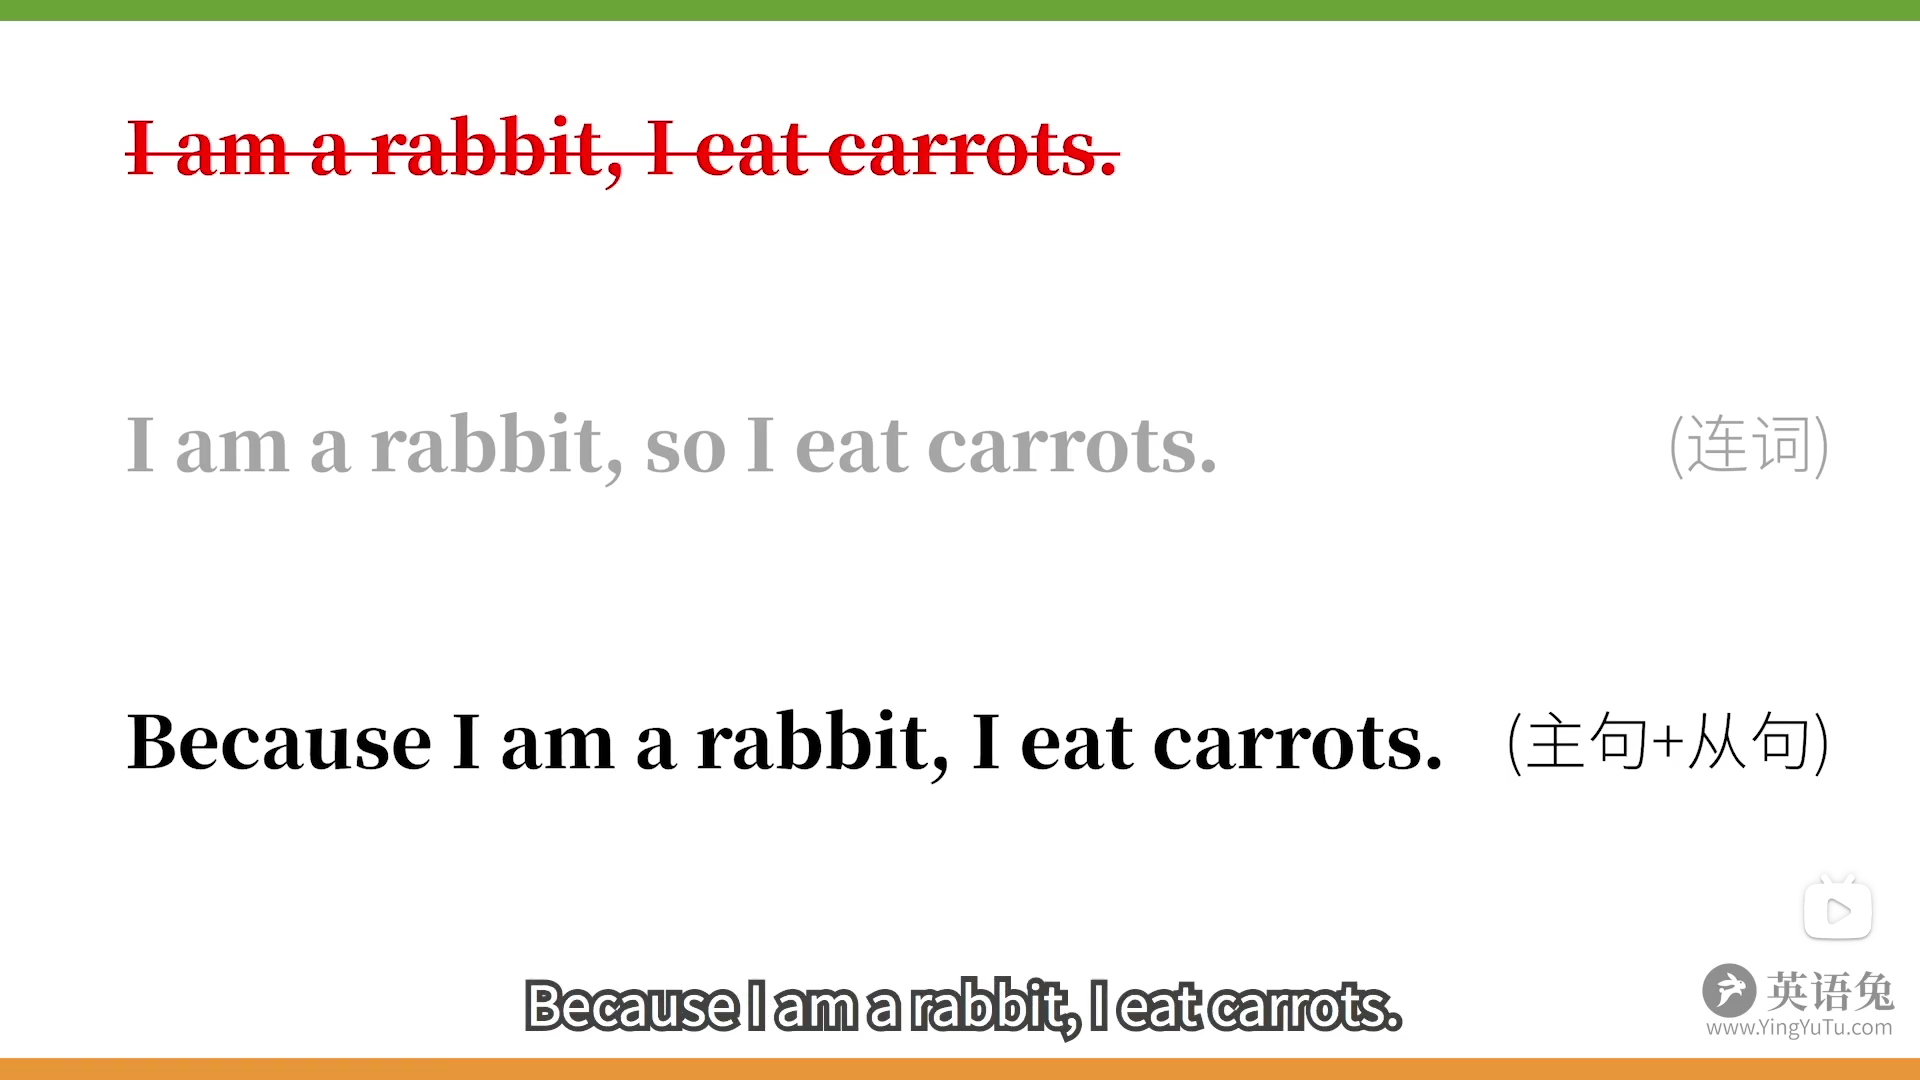 I am a rabbit, I eat carrots.
I am a rabbit, so I eat carrots. (连词)
Because I am a rabbit, I eat carrots. (主句+从句)
Because I am a rabbit, I eat carrots.
英语兔
www.YingYuTu.com